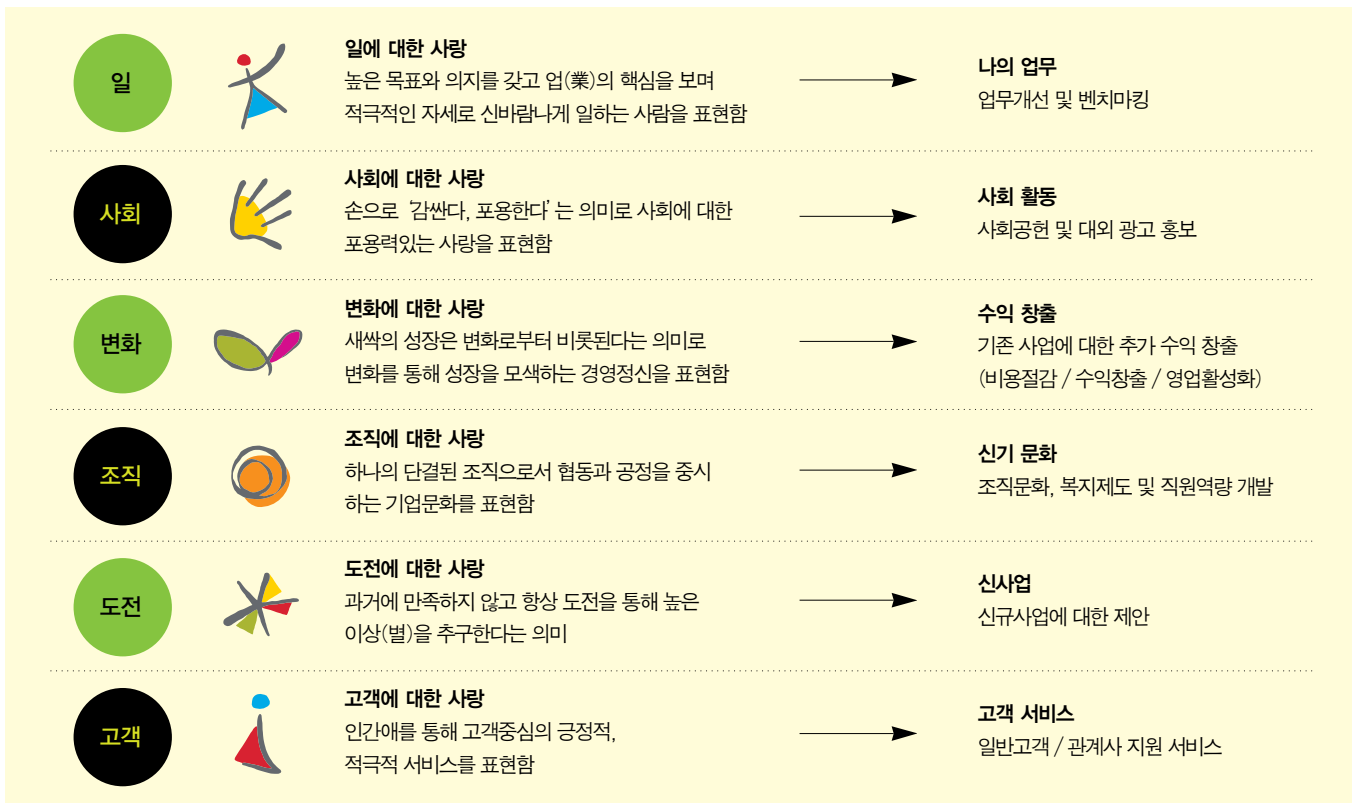 일
일에 대한 사랑
높은 목표와 의지를 갖고 업(業)의 핵심을 보며
적극적인 자세로 신바람나게 일하는 사람을 표현함
나의 업무
업무개선 및 벤치마킹
사회
사회에 대한 사랑
손으로 ‘감싼다, 포용한다’ 는 의미로 사회에 대한
포용력있는 사랑을 표현함
사회 활동
사회공헌 및 대외 광고 홍보
변화
변화에 대한 사랑
새싹의 성장은 변화로부터 비롯된다는 의미로
변화를 통해 성장을 모색하는 경영정신을 표현함
수익 창출
기존 사업에 대한 추가 수익 창출
(비용절감 / 수익창출 / 영업활성화)
조직
조직에 대한 사랑
하나의 단결된 조직으로서 협동과 공정을 중시
하는 기업문화를 표현함
신기 문화
조직문화, 복지제도 및 직원역량 개발
도전
도전에 대한 사랑
과거에 만족하지 않고 항상 도전을 통해 높은
이상(별)을 추구한다는 의미
신사업
신규사업에 대한 제안
고객
고객에 대한 사랑
인간애를 통해 고객중심의 긍정적,
적극적 서비스를 표현함
고객 서비스
일반고객 / 관계사 지원 서비스